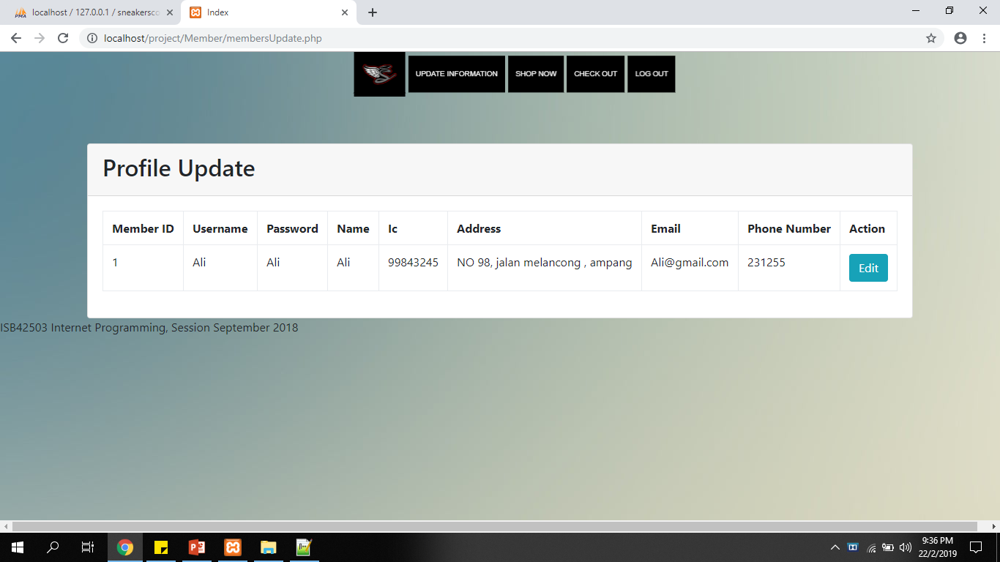 localhost / 127.0.0.1 / sneakersco
Index
localhost/project/Member/membersUpdate.php
UPDATE INFORMATION SHOP NOW CHECK OUT LOG OUT
Profile Update
Member ID Username Password Name Ic Address Email Phone Number Action
1 Ali Ali Ali 99843245 NO 98, jalan melancong , ampang Ali@gmail.com 231255 Edit
ISB42503 Internet Programming, Session September 2018
9:36 PM
22/2/2019